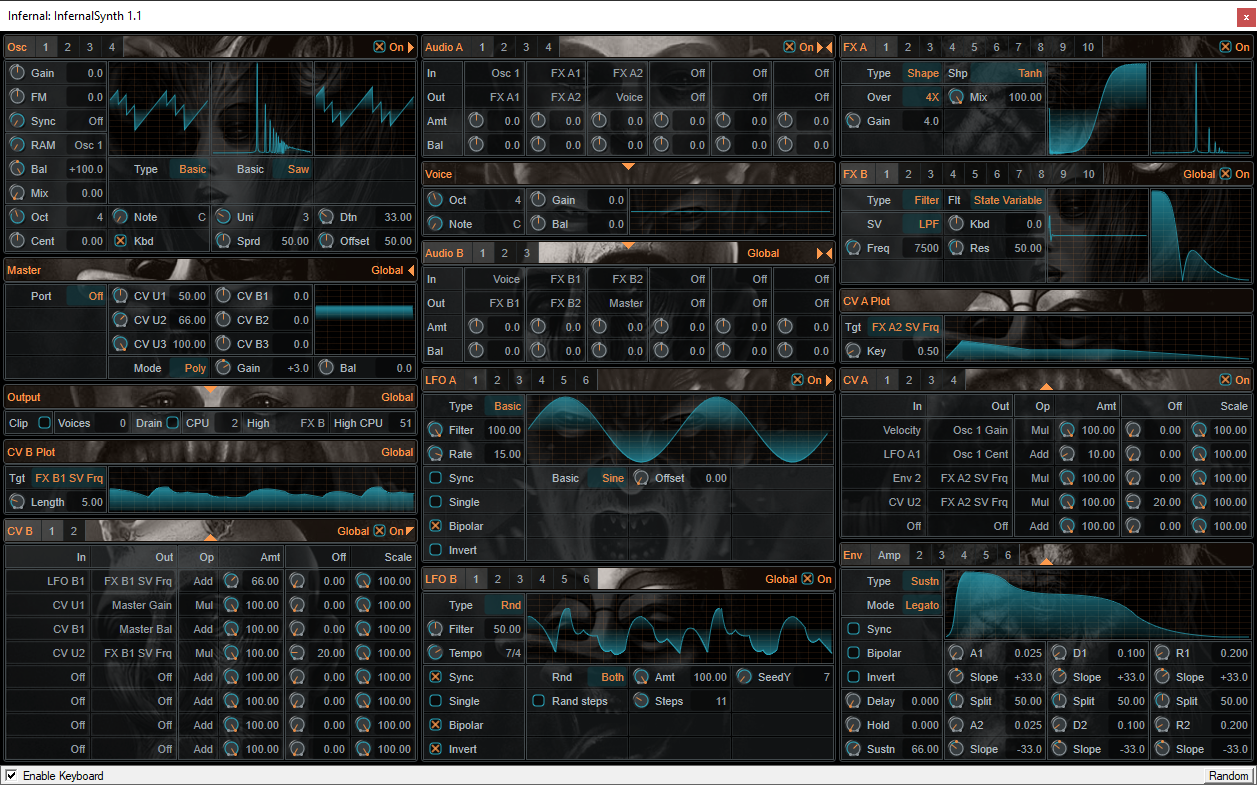 Infernal: InfernalSynth 1.1
x
Osc 1 2 3 4 On
Gain 0.0
FM 0.0
Sync Off
RAM Osc 1
Bal +100.0 Type Basic Basic Saw
Mix 0.00
Oct 4 Note C Uni 3 Dtn 33.00
Cent 0.00 Kbd Sprd 50.00 Offset 50.00
Master Global
Port Off CV U1 50.00 CV B1 0.0
CV U2 66.00 CV B2 0.0
CV U3 100.00 CV B3 0.0
Mode Poly Gain +3.0 Bal 0.0
Output Global
Clip Voices 0 Drain CPU 2 High FX B High CPU 51
CV B Plot Global
Tgt FX B1 SV Frq
Length 5.00
CV B 1 2 Global On
In Out Op Amt Off Scale
LFO B1 FX B1 SV Frq Add 66.00 0.00 100.00
CV U1 Master Gain Mul 100.00 0.00 100.00
CV B1 Master Bal Add 100.00 0.00 100.00
CV U2 FX B1 SV Frq Mul 100.00 20.00 100.00
Off Off Add 100.00 0.00 100.00
Off Off Add 100.00 0.00 100.00
Off Off Add 100.00 0.00 100.00
Off Off Add 100.00 0.00 100.00
Audio A 1 2 3 4 On
In Osc 1 FX A1 FX A2 Off Off Off
Out FX A1 FX A2 Voice Off Off Off
Amt 0.0 0.0 0.0 0.0 0.0 0.0
Bal 0.0 0.0 0.0 0.0 0.0 0.0
Voice
Oct 4 Gain 0.0
Note C Bal 0.0
Audio B 1 2 3 Global
In Voice FX B1 FX B2 Off Off Off
Out FX B1 FX B2 Master Off Off Off
Amt 0.0 0.0 0.0 0.0 0.0 0.0
Bal 0.0 0.0 0.0 0.0 0.0 0.0
LFO A 1 2 3 4 5 6 On
Type Basic
Filter 100.00
Rate 15.00
Sync Basic Sine Offset 0.00
Single
Bipolar
Invert
LFO B 1 2 3 4 5 6 Global On
Type Rnd
Filter 50.00
Tempo 7/4
Sync Rnd Both Amt 100.00 SeedY 7
Single Rand steps Steps 11
Bipolar
Invert
FX A 1 2 3 4 5 6 7 8 9 10 On
Type Shape Shp Tanh
Over 4X Mix 100.00
Gain 4.0
FX B 1 2 3 4 5 6 7 8 9 10 Global On
Type Filter Flt State Variable
SV LPF Kbd 0.0
Freq 7500 Res 50.00
CV A Plot
Tgt FX A2 SV Frq
Key 0.50
CV A 1 2 3 4 On
In Out Op Amt Off Scale
Velocity Osc 1 Gain Mul 100.00 0.00 100.00
LFO A1 Osc 1 Cent Add 10.00 0.00 100.00
Env 2 FX A2 SV Frq Mul 100.00 0.00 100.00
CV U2 FX A2 SV Frq Mul 100.00 20.00 100.00
Off Off Add 100.00 0.00 100.00
Env Amp 2 3 4 5 6
Type Sustn
Mode Legato
Sync
Bipolar A1 0.025 D1 0.100 R1 0.200
Invert Slope +33.0 Slope +33.0 Slope +33.0
Delay 0.000 Split 50.00 Split 50.00 Split 50.00
Hold 0.000 A2 0.025 D2 0.100 R2 0.200
Sustn 66.00 Slope -33.0 Slope -33.0 Slope -33.0
Enable Keyboard
Random